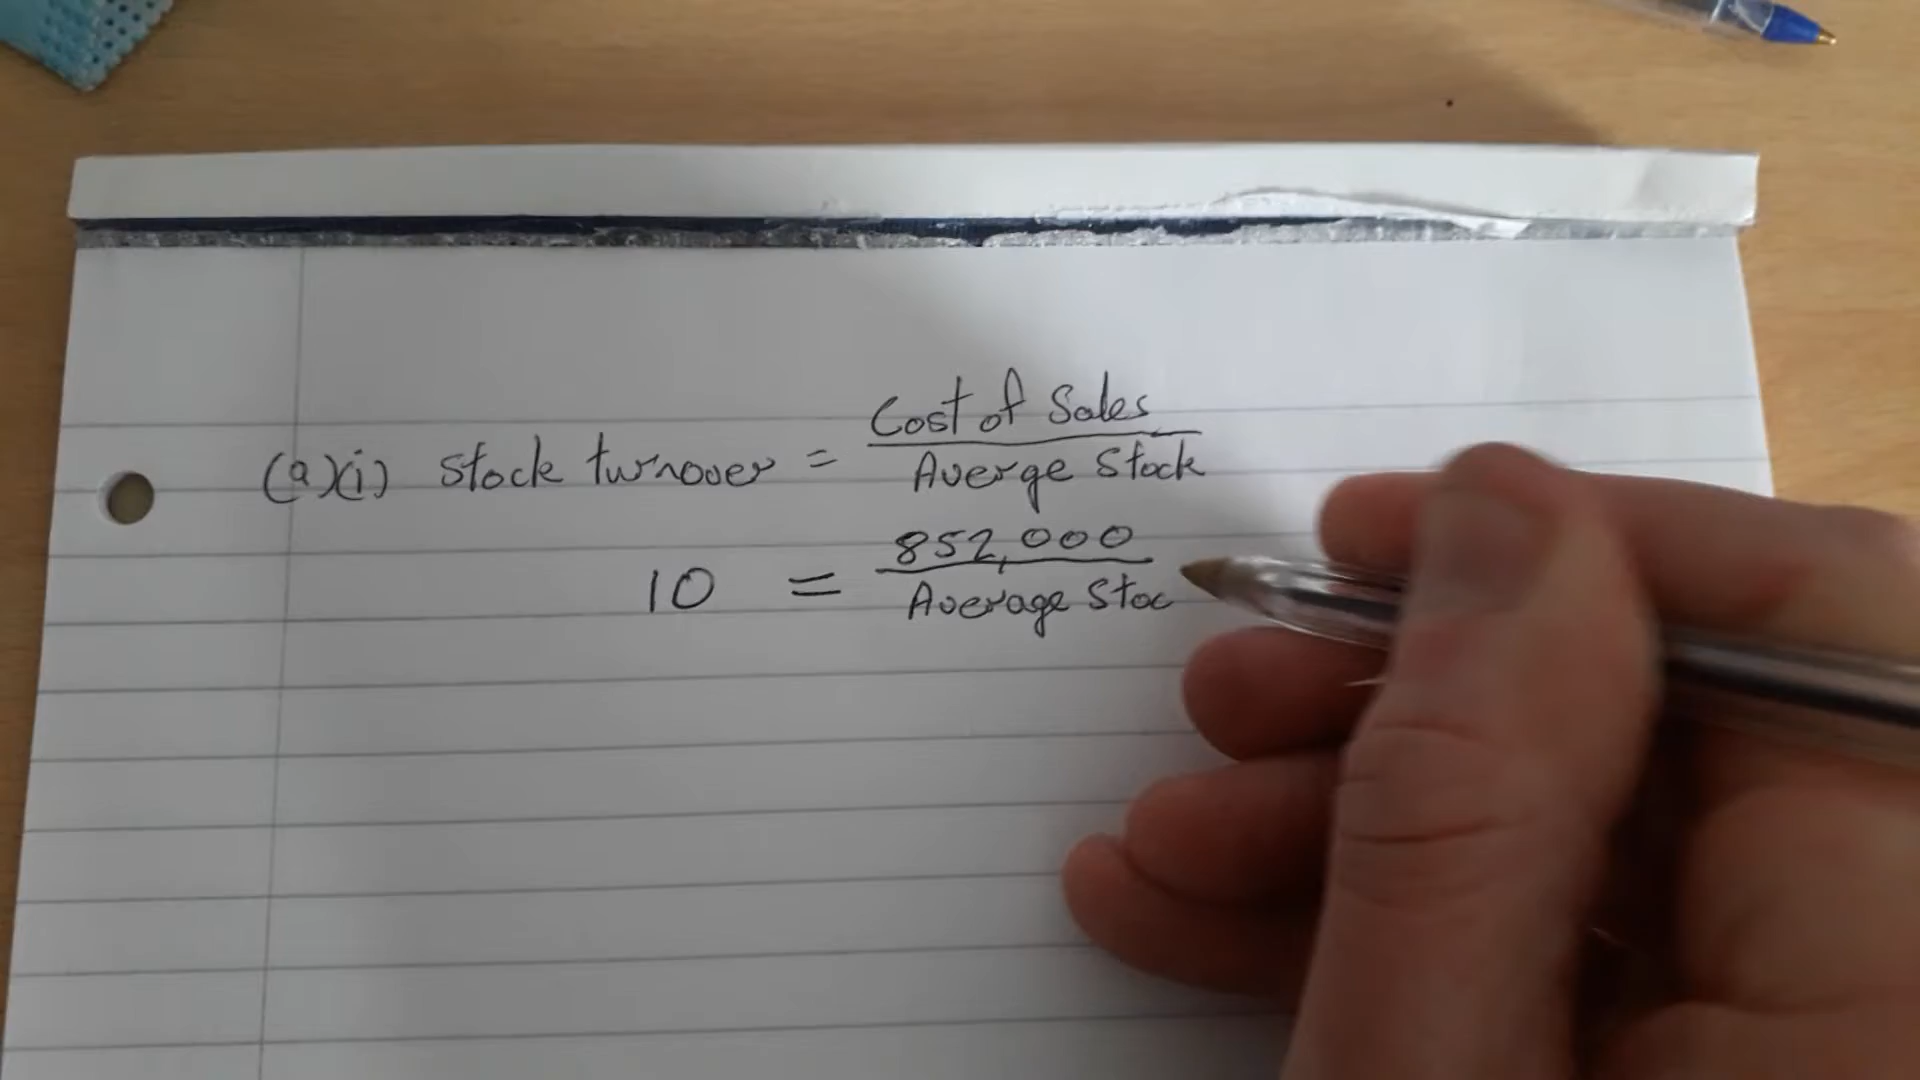 (a)(i) Stock turnover = Cost of Sales
Averge Stock
10 = 852,000
Average Stoc